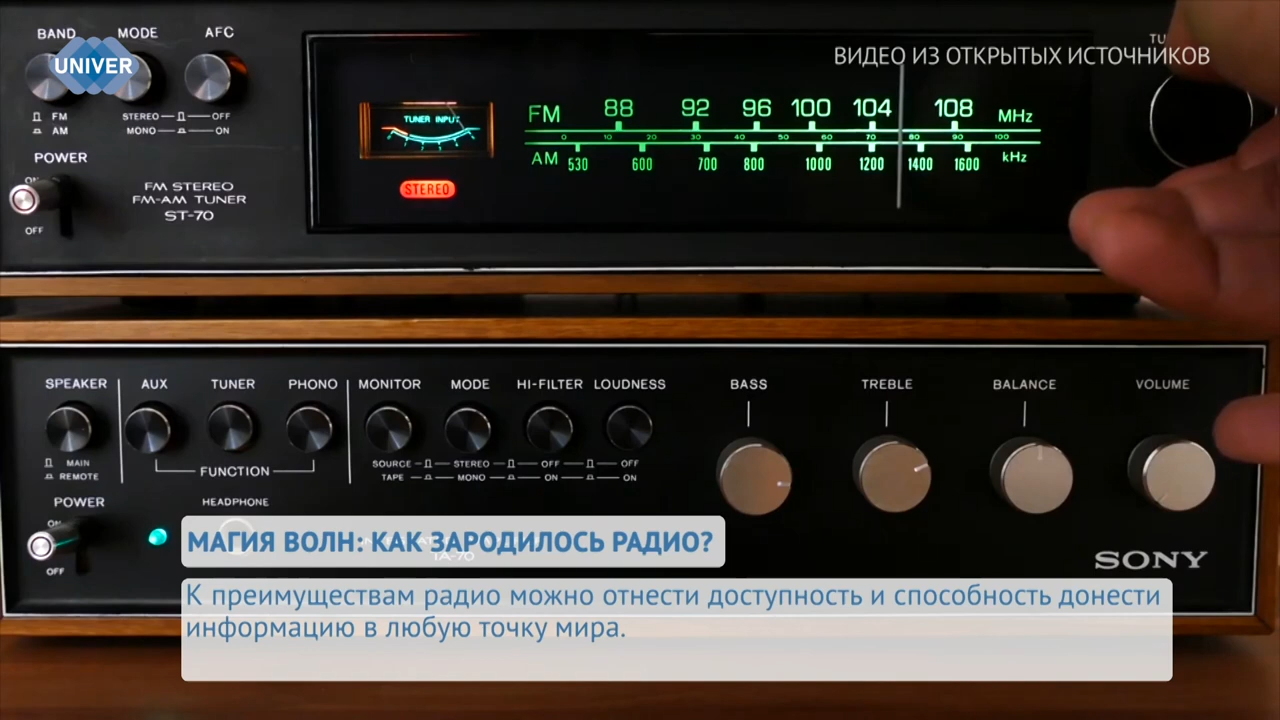 BAND MODE AFC
UNIVER
ВИДЕО ИЗ ОТКРЫТЫХ ИСТОЧНИКОВ
FM STEREO OFF
AM MONO ON
POWER
OFF
FM STEREO
FM-AM TUNER
ST-70
TUNER INPUT
STEREO
FM 88 92 96 100 104 108 MHz
0 10 20 30 40 50 60 70 80 90 100
AM 530 600 700 800 1000 1200 1400 1600 kHz
SPEAKER AUX TUNER PHONO MONITOR MODE HI-FILTER LOUDNESS BASS TREBLE BALANCE VOLUME
MAIN SOURCE STEREO OFF OFF
REMOTE FUNCTION TAPE MONO ON ON
POWER HEADPHONE
ON
OFF
TA-70
SONY
МАГИЯ ВОЛН: КАК ЗАРОДИЛОСЬ РАДИО?
К преимуществам радио можно отнести доступность и способность донести
информацию в любую точку мира.